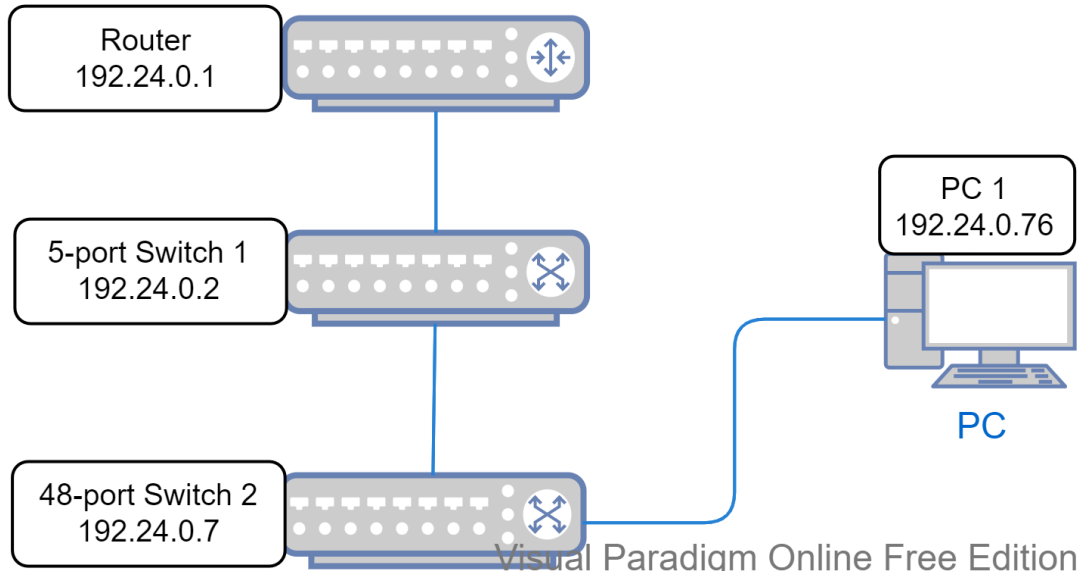 Router
192.24.0.1
PC 1
192.24.0.76
5-port Switch 1
192.24.0.2
PC
48-port Switch 2
192.24.0.7
Visual Paradigm Online Free Edition